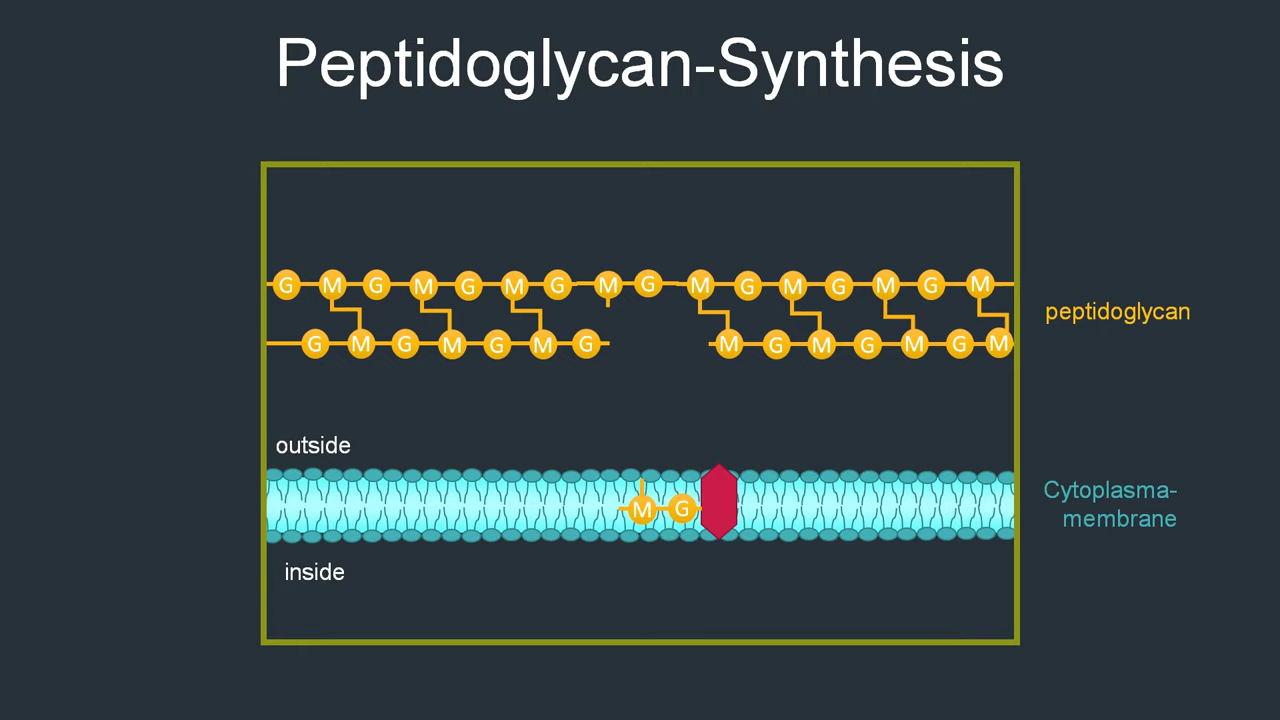 Peptidoglycan-Synthesis
G M G M G M G M G M G M G M G M
peptidoglycan
G M G M G M G M G M G M G M
outside
Cytoplasma-
membrane
M G
inside